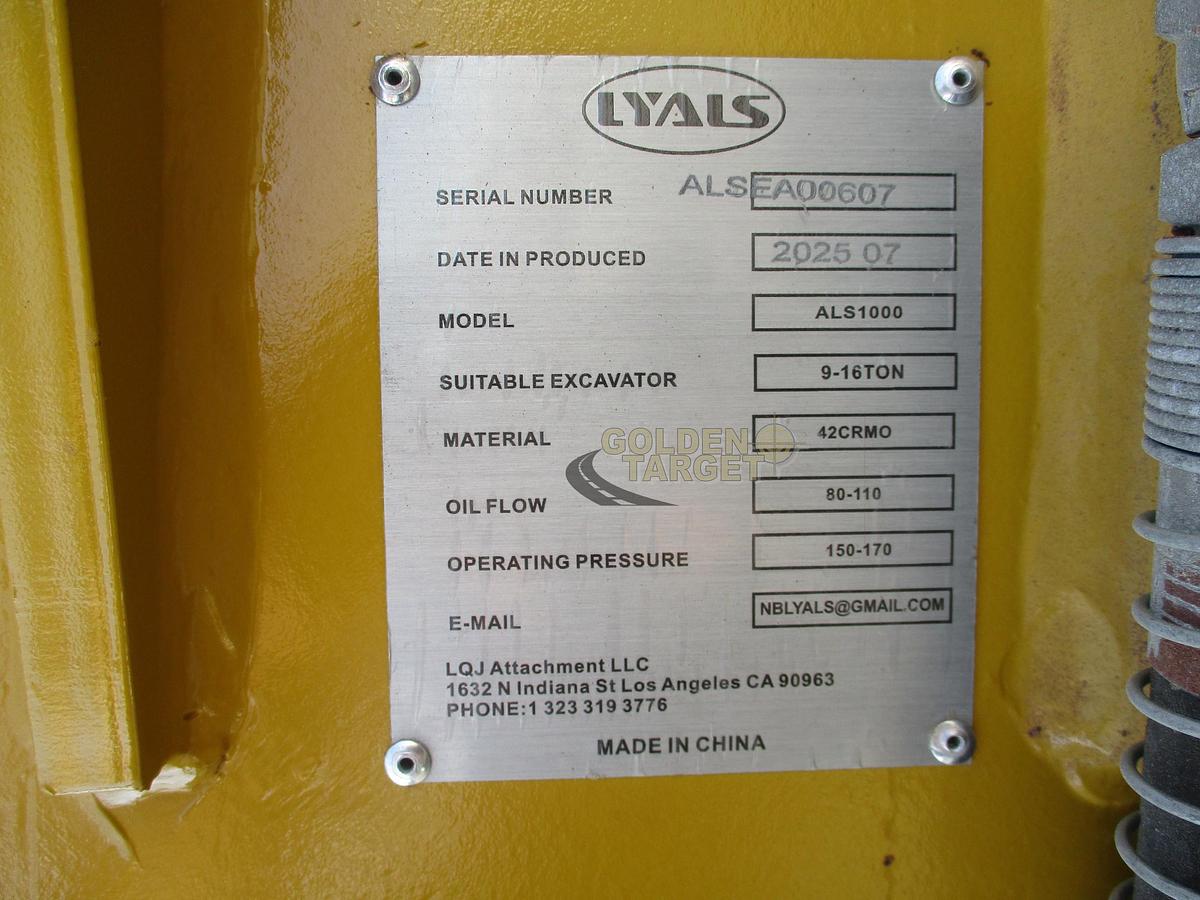 LYALS
SERIAL NUMBER ALSEA00607
DATE IN PRODUCED 2025 07
MODEL ALS1000
SUITABLE EXCAVATOR 9-16TON
MATERIAL 42CRMO
GOLDEN
TARGET
OIL FLOW 80-110
OPERATING PRESSURE 150-170
E-MAIL NBLYALS@GMAIL.COM
LQJ Attachment LLC
1632 N Indiana St Los Angeles CA 90963
PHONE:1 323 319 3776
MADE IN CHINA